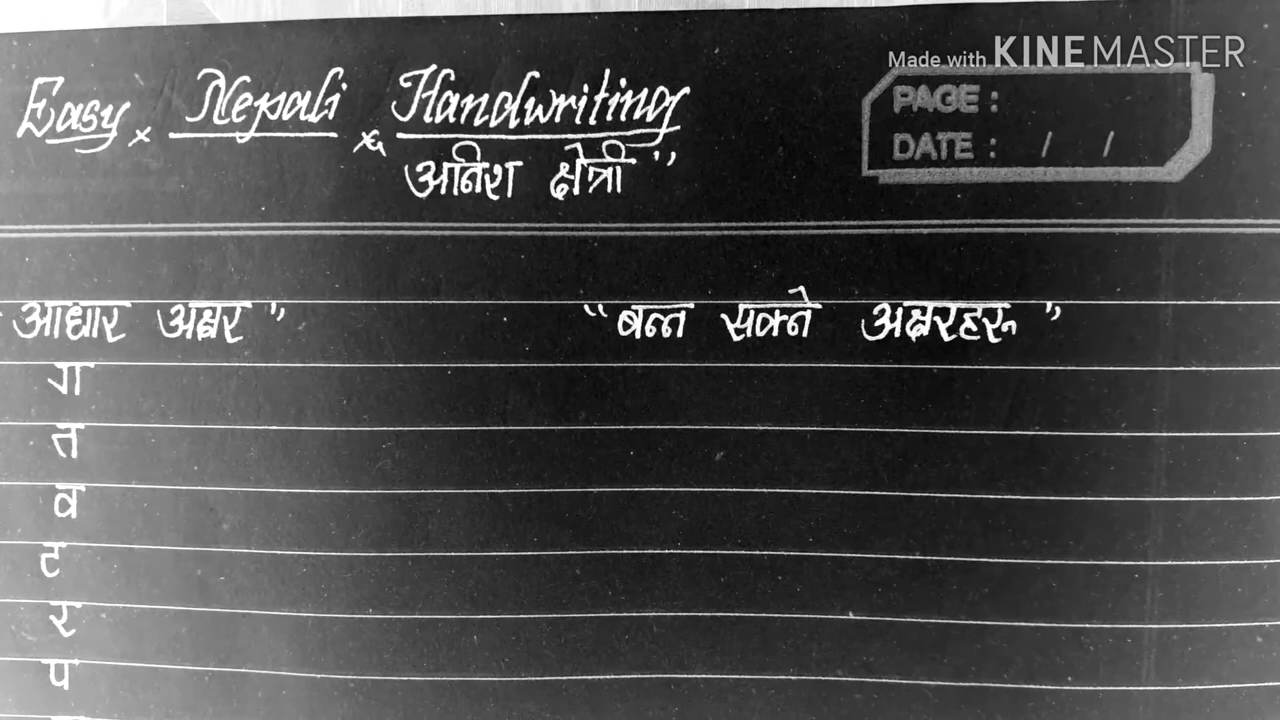 Made with KINEMASTER
Easy × Nepali × Handwriting
PAGE :
DATE : / /
अनिश क्षेत्री"
आधार अक्षर" "बन्न सक्ने अक्षरहरू"
ग
त
व
ट
र
प